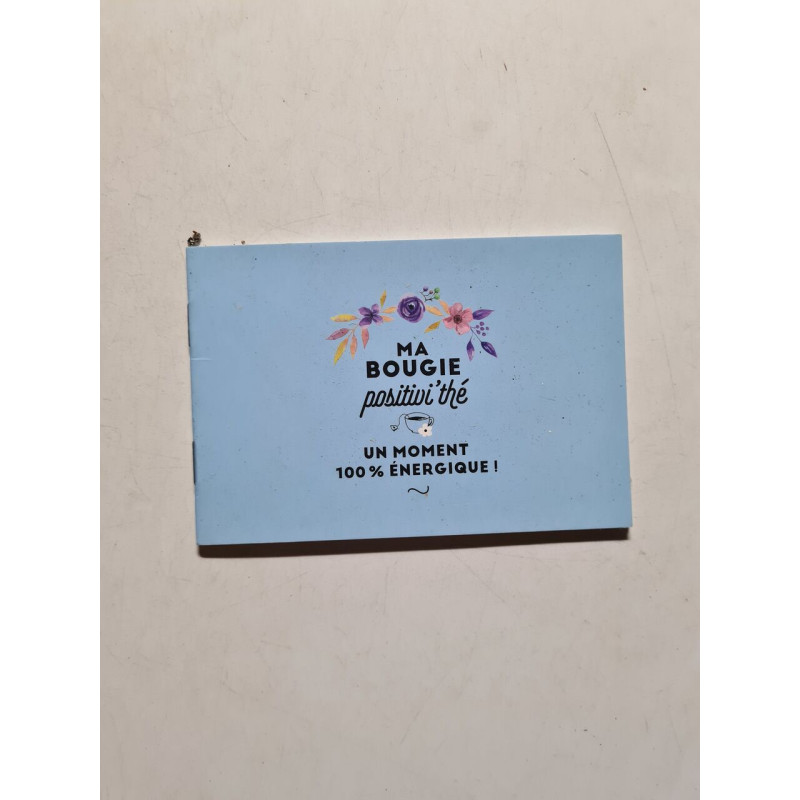 MA
BOUGIE
positivi'thé
UN MOMENT
100 % ÉNERGIQUE !